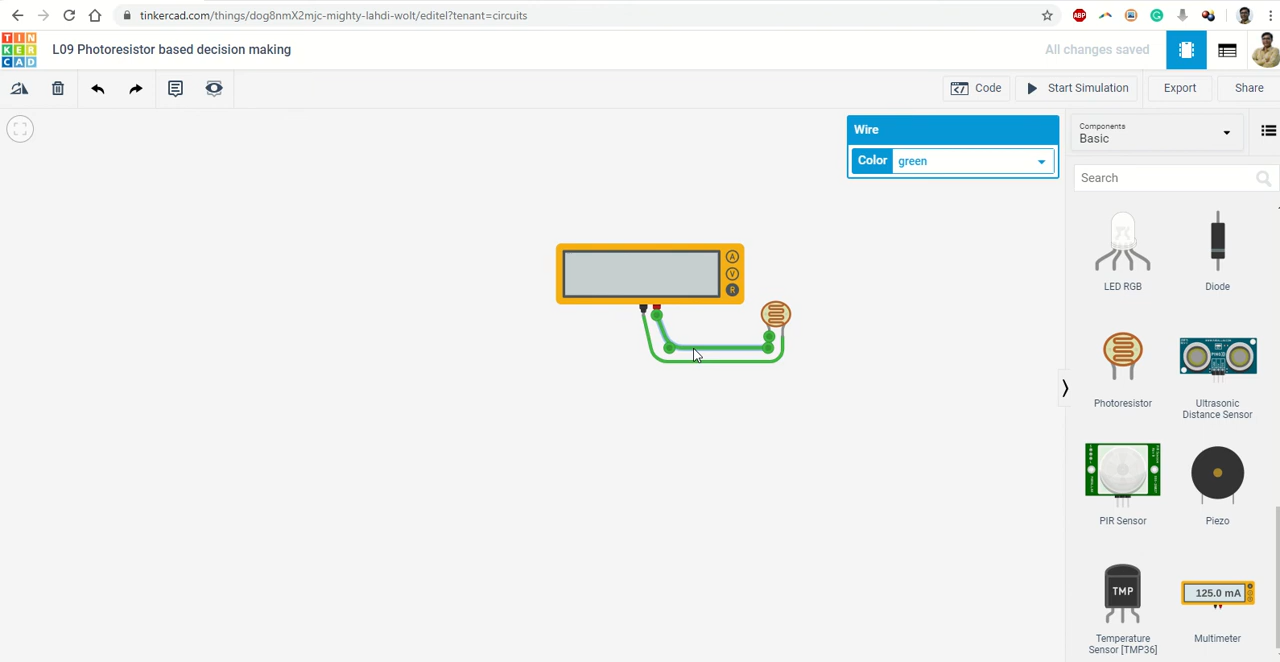 tinkercad.com/things/dog8nmX2mjc-mighty-lahdi-wolt/editel?tenant=circuits
ABP
TIN
KER
CAD
L09 Photoresistor based decision making
All changes saved
Code
Start Simulation
Export
Share
Wire
Color
green
Components
Basic
Search
A
V
R
LED RGB
Diode
Photoresistor
Ultrasonic
Distance Sensor
PIR Sensor
Piezo
TMP
125.0 mA
Temperature
Sensor [TMP36]
Multimeter